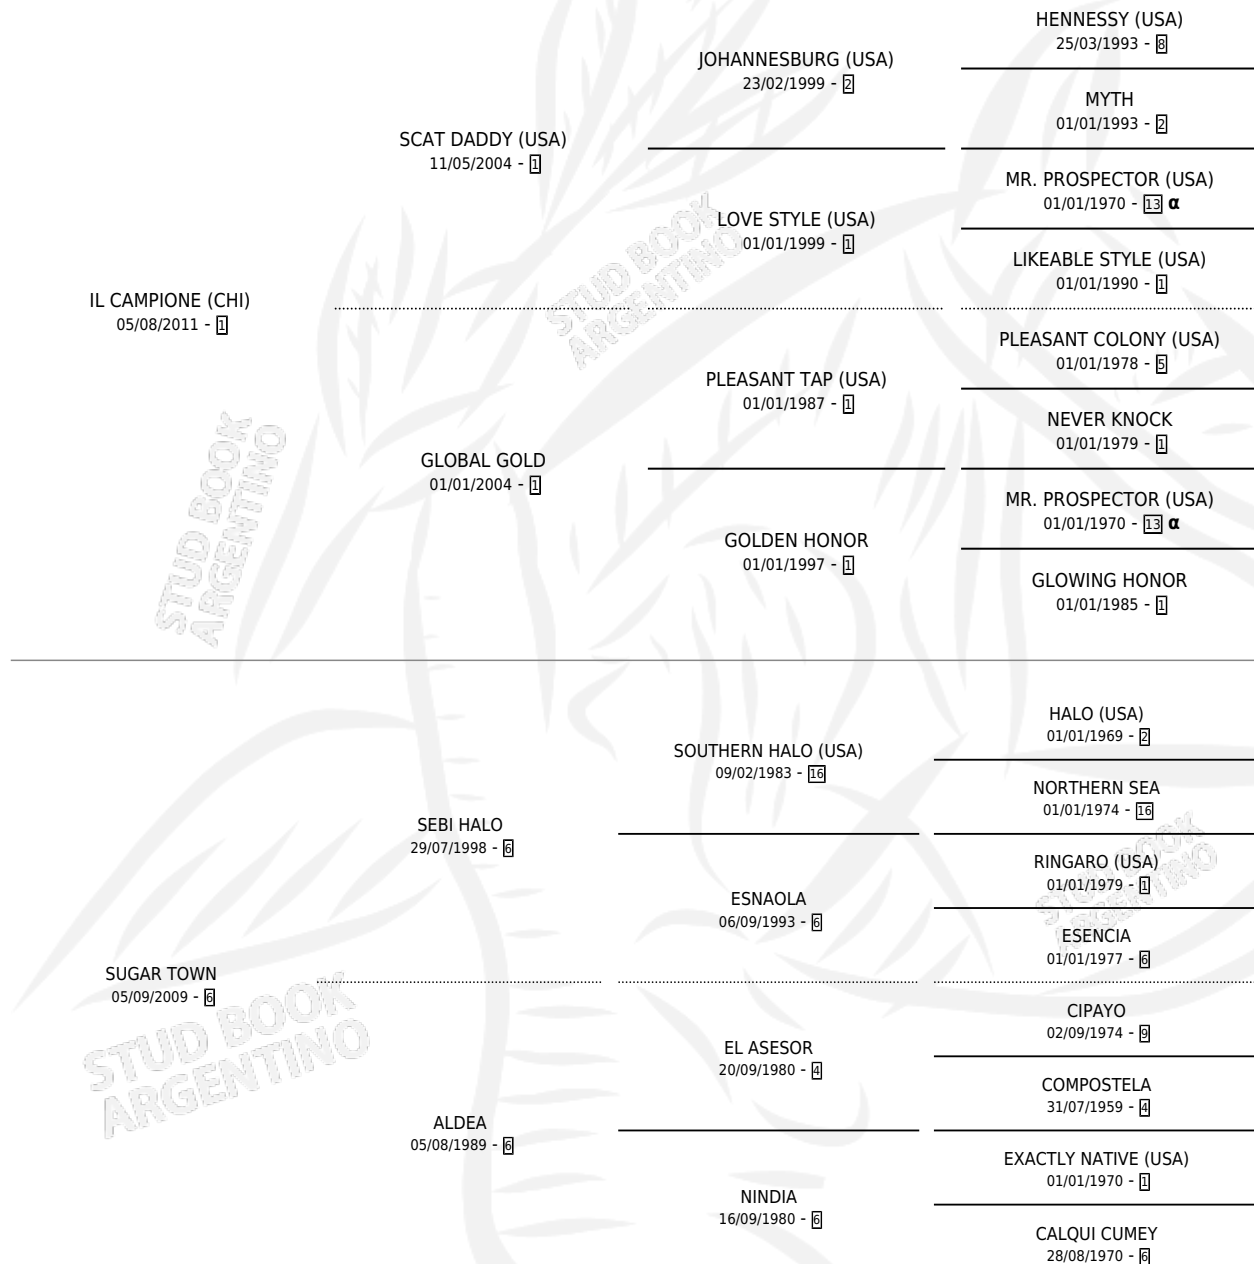 HENNESSY (USA)
25/03/1993 - 8
JOHANNESBURG (USA)
23/02/1999 - 2
MYTH
01/01/1993 - 2
SCAT DADDY (USA)
11/05/2004 - 1
MR. PROSPECTOR (USA)
01/01/1970 - 13 α
LOVE STYLE (USA)
01/01/1999 - 1
LIKEABLE STYLE (USA)
01/01/1990 - 1
IL CAMPIONE (CHI)
05/08/2011 - 1
PLEASANT COLONY (USA)
01/01/1978 - 5
PLEASANT TAP (USA)
01/01/1987 - 1
NEVER KNOCK
01/01/1979 - 1
GLOBAL GOLD
01/01/2004 - 1
MR. PROSPECTOR (USA)
01/01/1970 - 13 α
GOLDEN HONOR
01/01/1997 - 1
GLOWING HONOR
01/01/1985 - 1
HALO (USA)
01/01/1969 - 2
SOUTHERN HALO (USA)
09/02/1983 - 16
NORTHERN SEA
01/01/1974 - 16
SEBI HALO
29/07/1998 - 6
RINGARO (USA)
01/01/1979 - 1
ESNAOLA
06/09/1993 - 6
ESENCIA
01/01/1977 - 6
SUGAR TOWN
05/09/2009 - 6
CIPAYO
02/09/1974 - 9
EL ASESOR
20/09/1980 - 4
COMPOSTELA
31/07/1959 - 4
ALDEA
05/08/1989 - 6
EXACTLY NATIVE (USA)
01/01/1970 - 1
NINDIA
16/09/1980 - 6
CALQUI CUMEY
28/08/1970 - 6
STUD BOOK
ARGENTINO
STUD BOOK
ARGENTINO
STUD BOOK
ARGENTINO
STUD BOOK
ARGENTINO